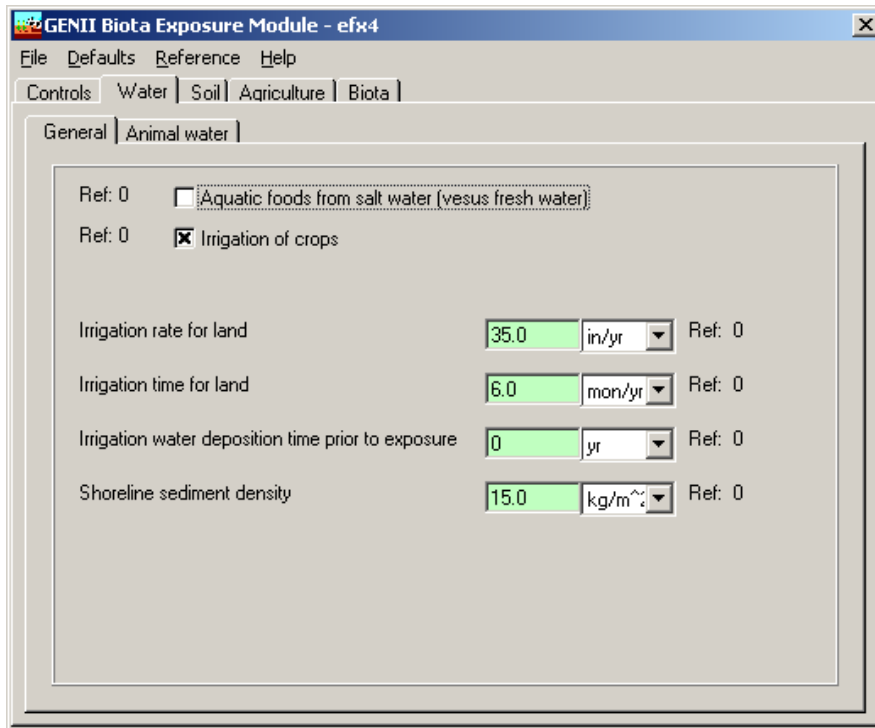 GENII Biota Exposure Module - efx4
File Defaults Reference Help
Controls Water Soil Agriculture Biota
General Animal water
Ref: 0 Aquatic foods from salt water (vesus fresh water)
Ref: 0 Irrigation of crops
Irrigation rate for land 35.0 in/yr Ref: 0
Irrigation time for land 6.0 mon/yr Ref: 0
Irrigation water deposition time prior to exposure 0 yr Ref: 0
Shoreline sediment density 15.0 kg/m^2 Ref: 0